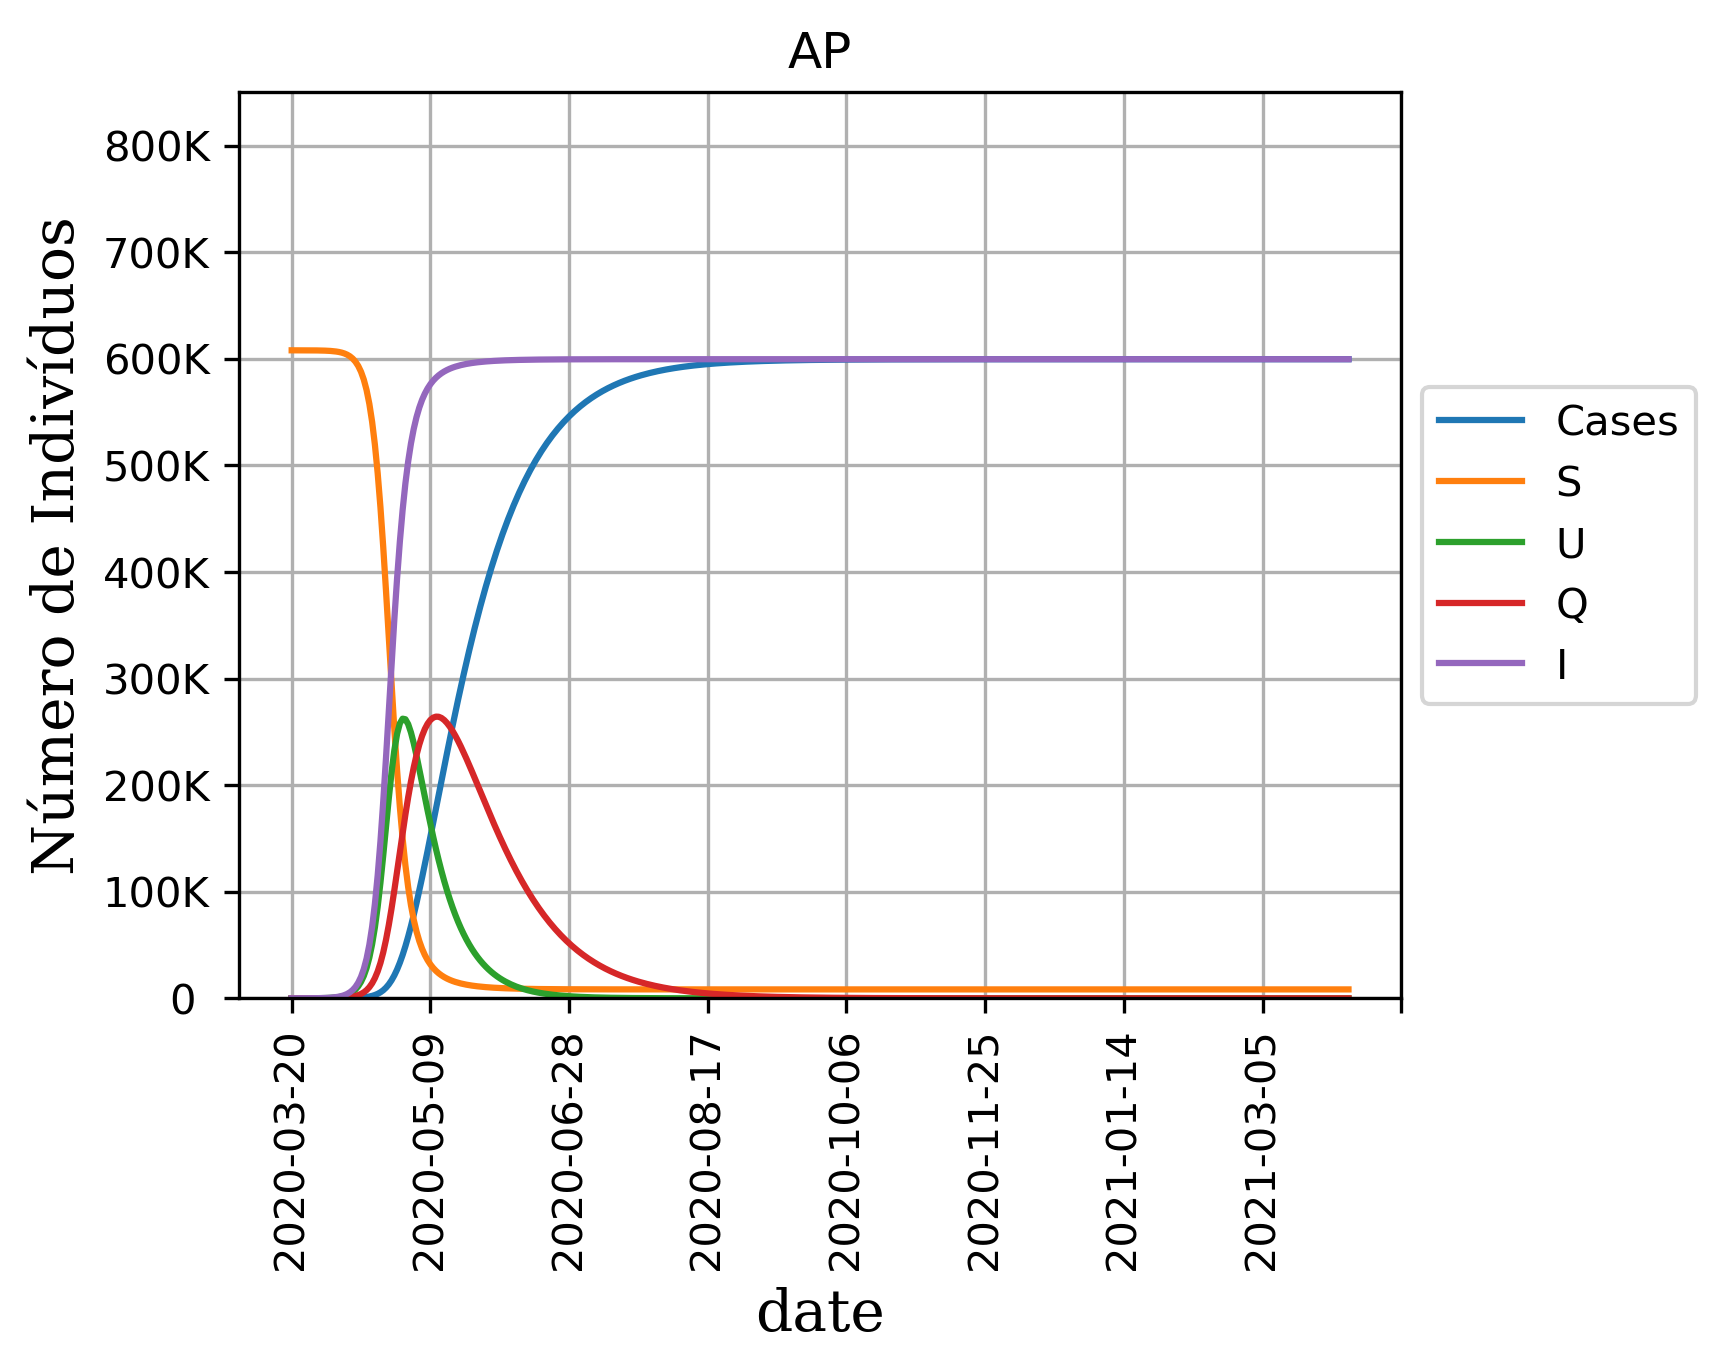 AP
800K
700K
600K
500K
400K
300K
200K
100K
0
Número de Indivíduos
2020-03-20
2020-05-09
2020-06-28
2020-08-17
2020-10-06
2020-11-25
2021-01-14
2021-03-05
date
Cases
S
U
Q
I